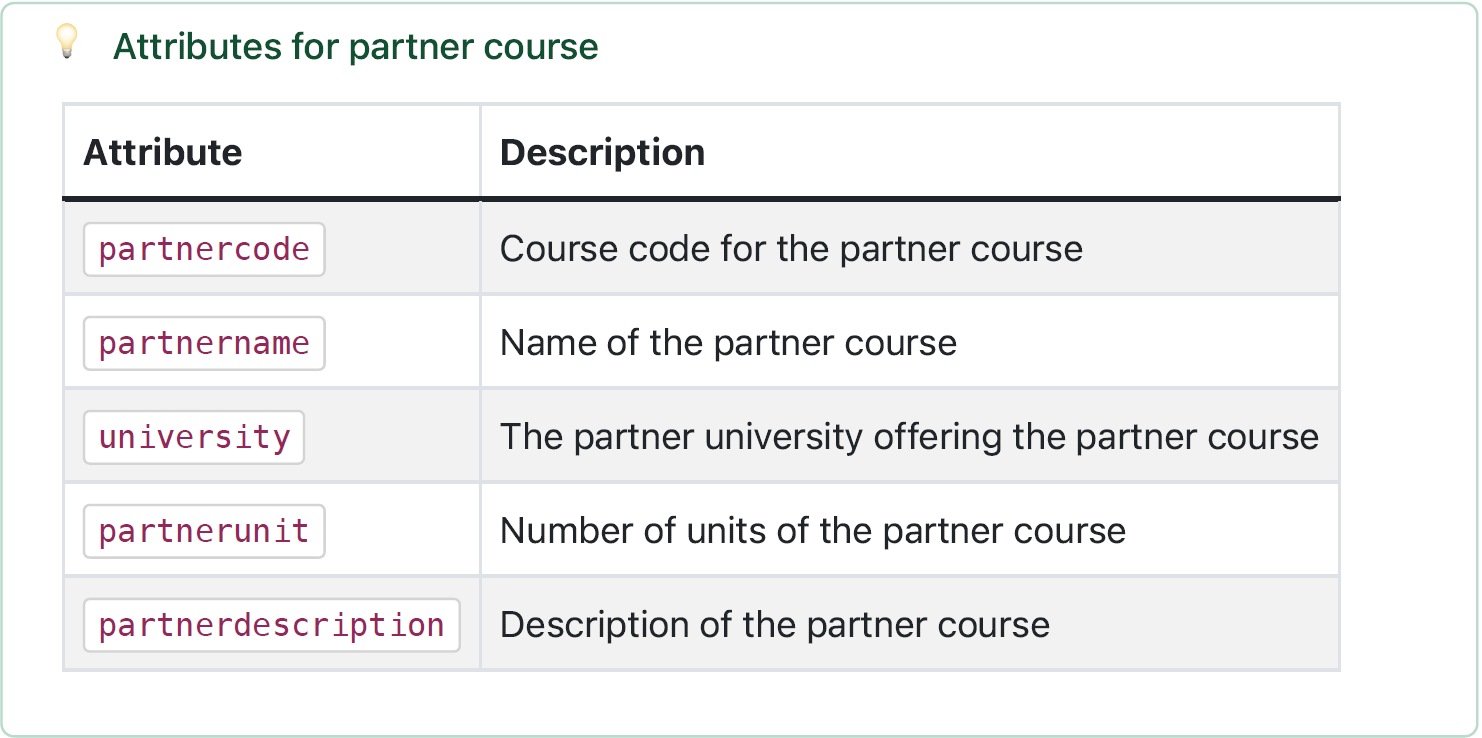 Attributes for partner course
Attribute Description
partnercode Course code for the partner course
partnername Name of the partner course
university The partner university offering the partner course
partnerunit Number of units of the partner course
partnerdescription Description of the partner course